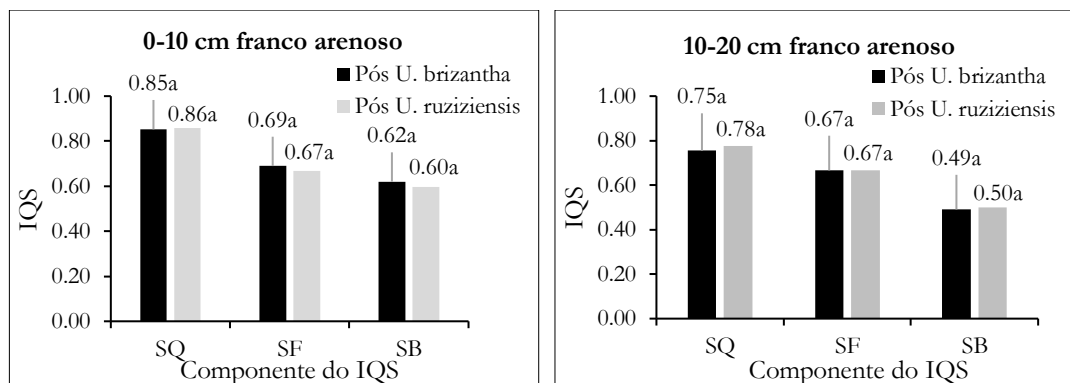 0-10 cm franco arenoso
Pós U. brizantha
Pós U. ruziziensis
0.85a
0.86a
0.69a
0.67a
0.62a
0.60a
1.00
0.80
0.60
0.40
0.20
0.00
IQS
SQ SF SB
Componente do IQS
10-20 cm franco arenoso
Pós U. brizantha
Pós U. ruziziensis
0.75a
0.78a
0.67a
0.67a
0.49a
0.50a
1.00
0.80
0.60
0.40
0.20
0.00
IQS
SQ SF SB
Componente do IQS